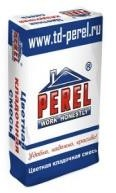 www.td-perel.ru
PEREL
WORK HONESTLY
Удобно, надежно, красиво!
Цветная кладочная смесь